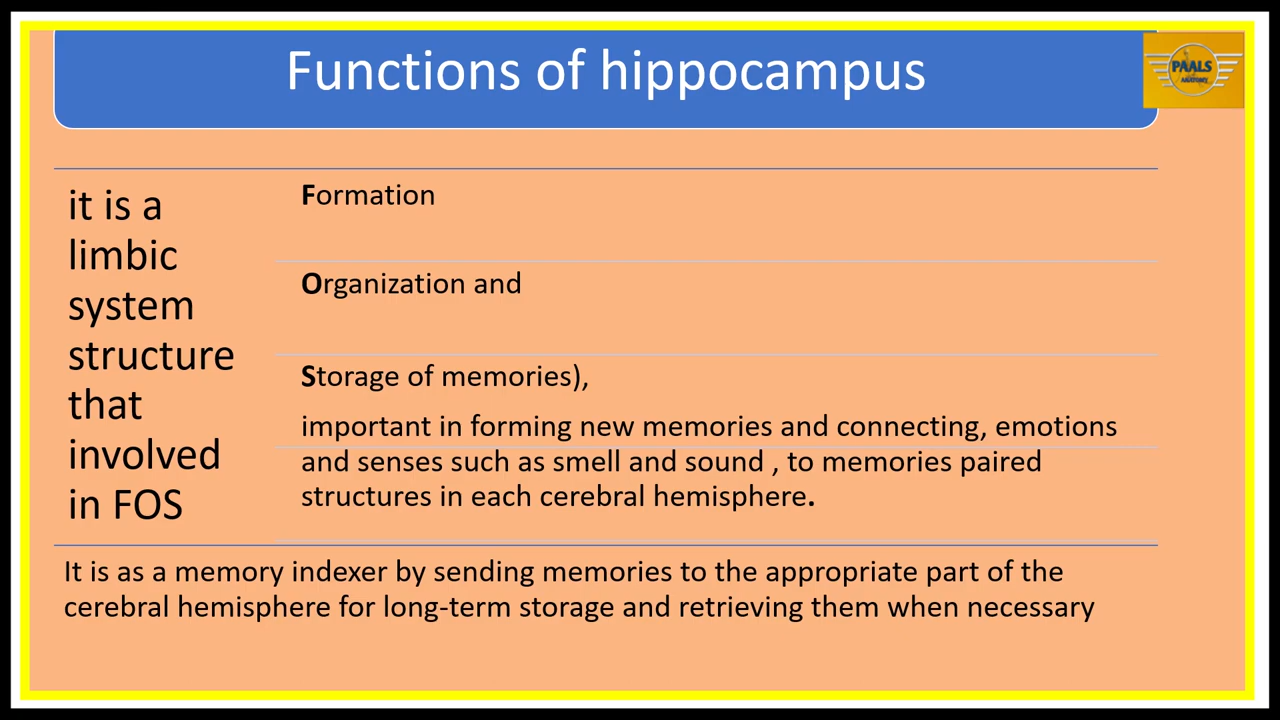 Functions of hippocampus
PAALS
ANATOMY
it is a
limbic
system
structure
that
involved
in FOS
Formation
Organization and
Storage of memories),
important in forming new memories and connecting, emotions
and senses such as smell and sound , to memories paired
structures in each cerebral hemisphere.
It is as a memory indexer by sending memories to the appropriate part of the
cerebral hemisphere for long-term storage and retrieving them when necessary